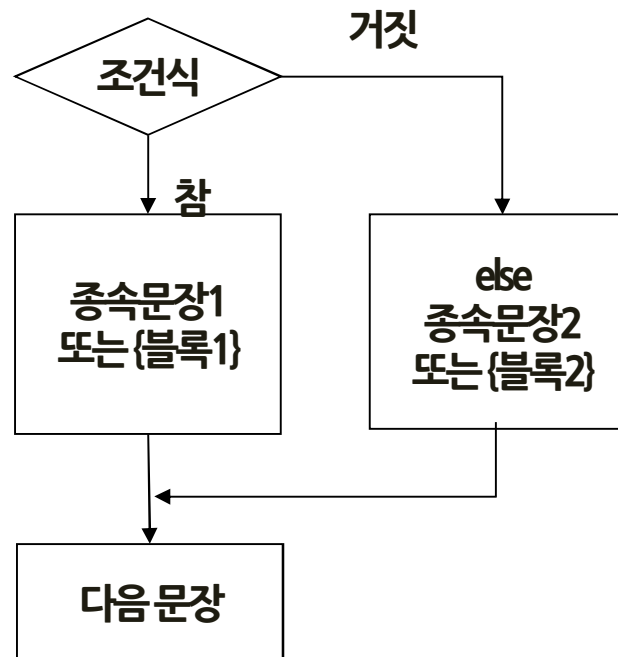 거짓
조건식
참
종속문장1
또는 {블록1}
else
종속문장2
또는 {블록2}
다음 문장